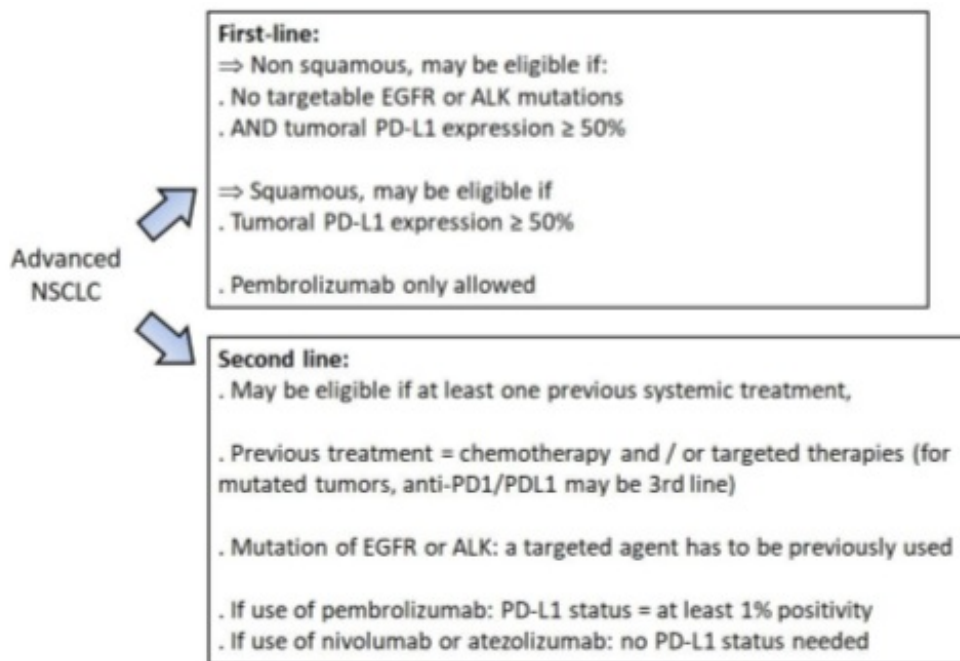 First-line:
⇒ Non squamous, may be eligible if:
. No targetable EGFR or ALK mutations
. AND tumoral PD-L1 expression ≥ 50%
⇒ Squamous, may be eligible if
. Tumoral PD-L1 expression ≥ 50%
. Pembrolizumab only allowed
Advanced
NSCLC
Second line:
. May be eligible if at least one previous systemic treatment,
. Previous treatment = chemotherapy and / or targeted therapies (for
mutated tumors, anti-PD1/PDL1 may be 3rd line)
. Mutation of EGFR or ALK: a targeted agent has to be previously used
. If use of pembrolizumab: PD-L1 status = at least 1% positivity
. If use of nivolumab or atezolizumab: no PD-L1 status needed